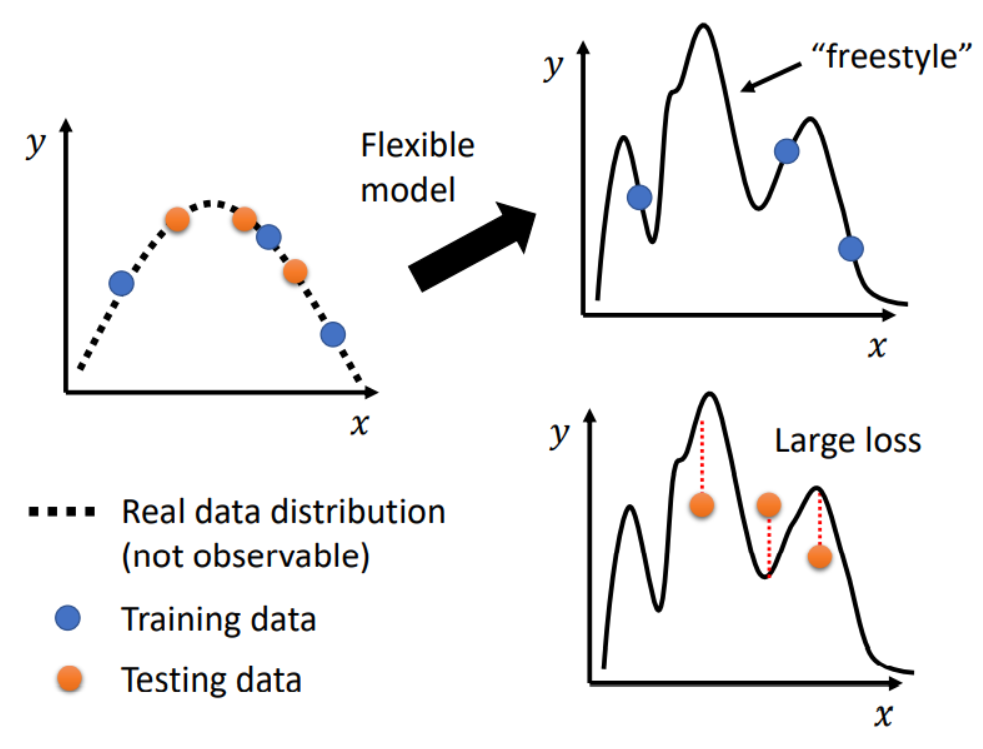 y
x
Flexible
model
y
"freestyle"
x
y
Large loss
x
Real data distribution
(not observable)
Training data
Testing data